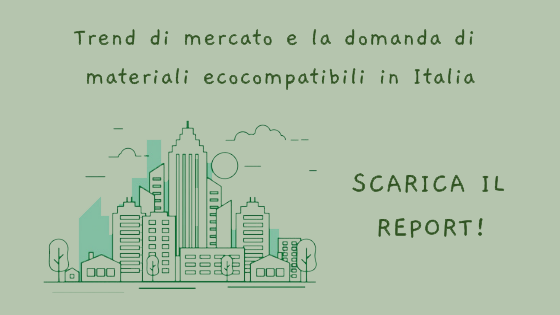 Trend di mercato e la domanda di
materiali ecocompatibili in Italia
SCARICA IL
REPORT!